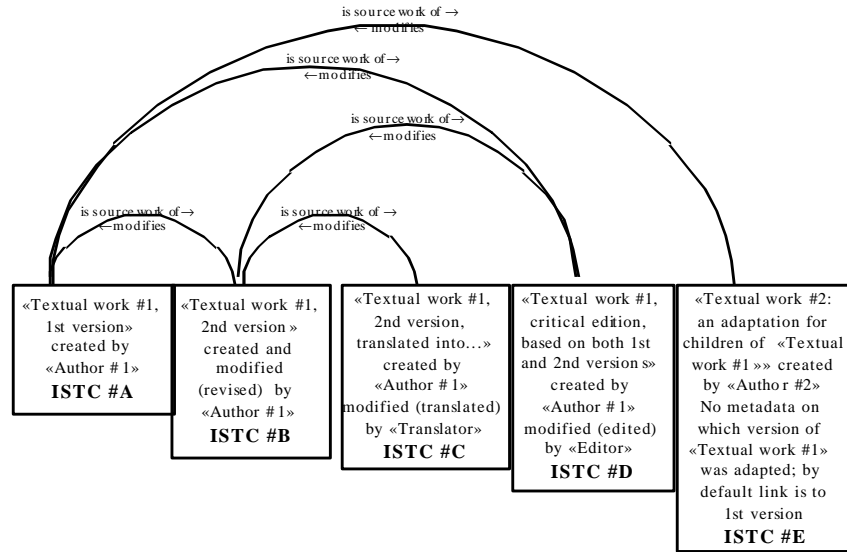 is source work of →
← modifies
is source work of →
← modifies
is source work of →
← modifies
is source work of →
← modifies
is source work of →
← modifies
«Textual work #1,
1st version»
created by
«Author #1»
ISTC #A
«Textual work #1,
2nd version»
created and
modified
(revised) by
«Author #1»
ISTC #B
«Textual work #1,
2nd version,
translated into...»
created by
«Author #1»
modified (translated)
by «Translator»
ISTC #C
«Textual work #1,
critical edition,
based on both 1st
and 2nd versions»
created by
«Author #1»
modified (edited)
by «Editor»
ISTC #D
«Textual work #2:
an adaptation for
children of «Textual
work #1»» created
by «Author #2»
No metadata on
which version of
«Textual work #1»
was adapted; by
default link is to
1st version
ISTC #E